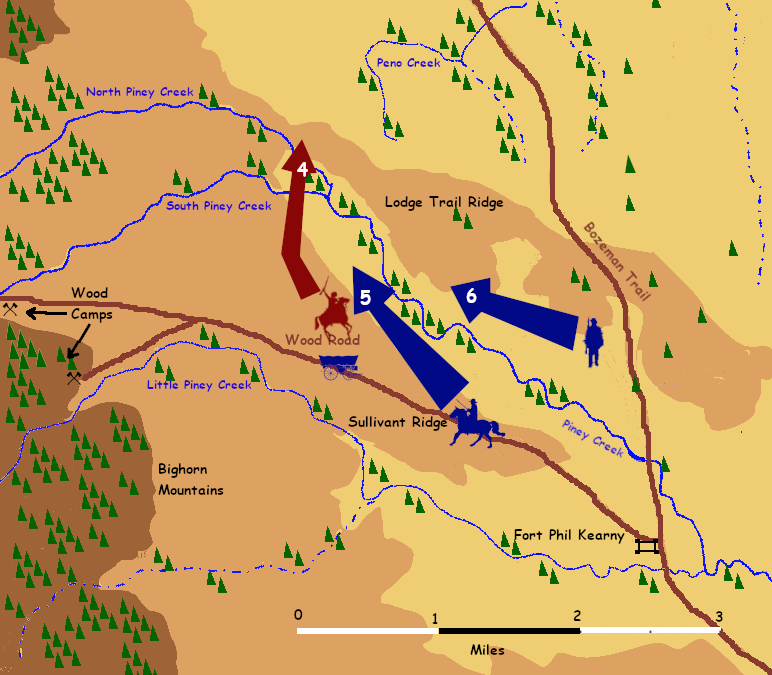 Peno Creek
North Piney Creek
4
South Piney Creek
Lodge Trail Ridge
Bozeman Trail
Wood
Camps
5
6
Wood Road
Little Piney Creek
Sullivant Ridge
Piney Creek
Bighorn
Mountains
Fort Phil Kearny
0
1
2
3
Miles